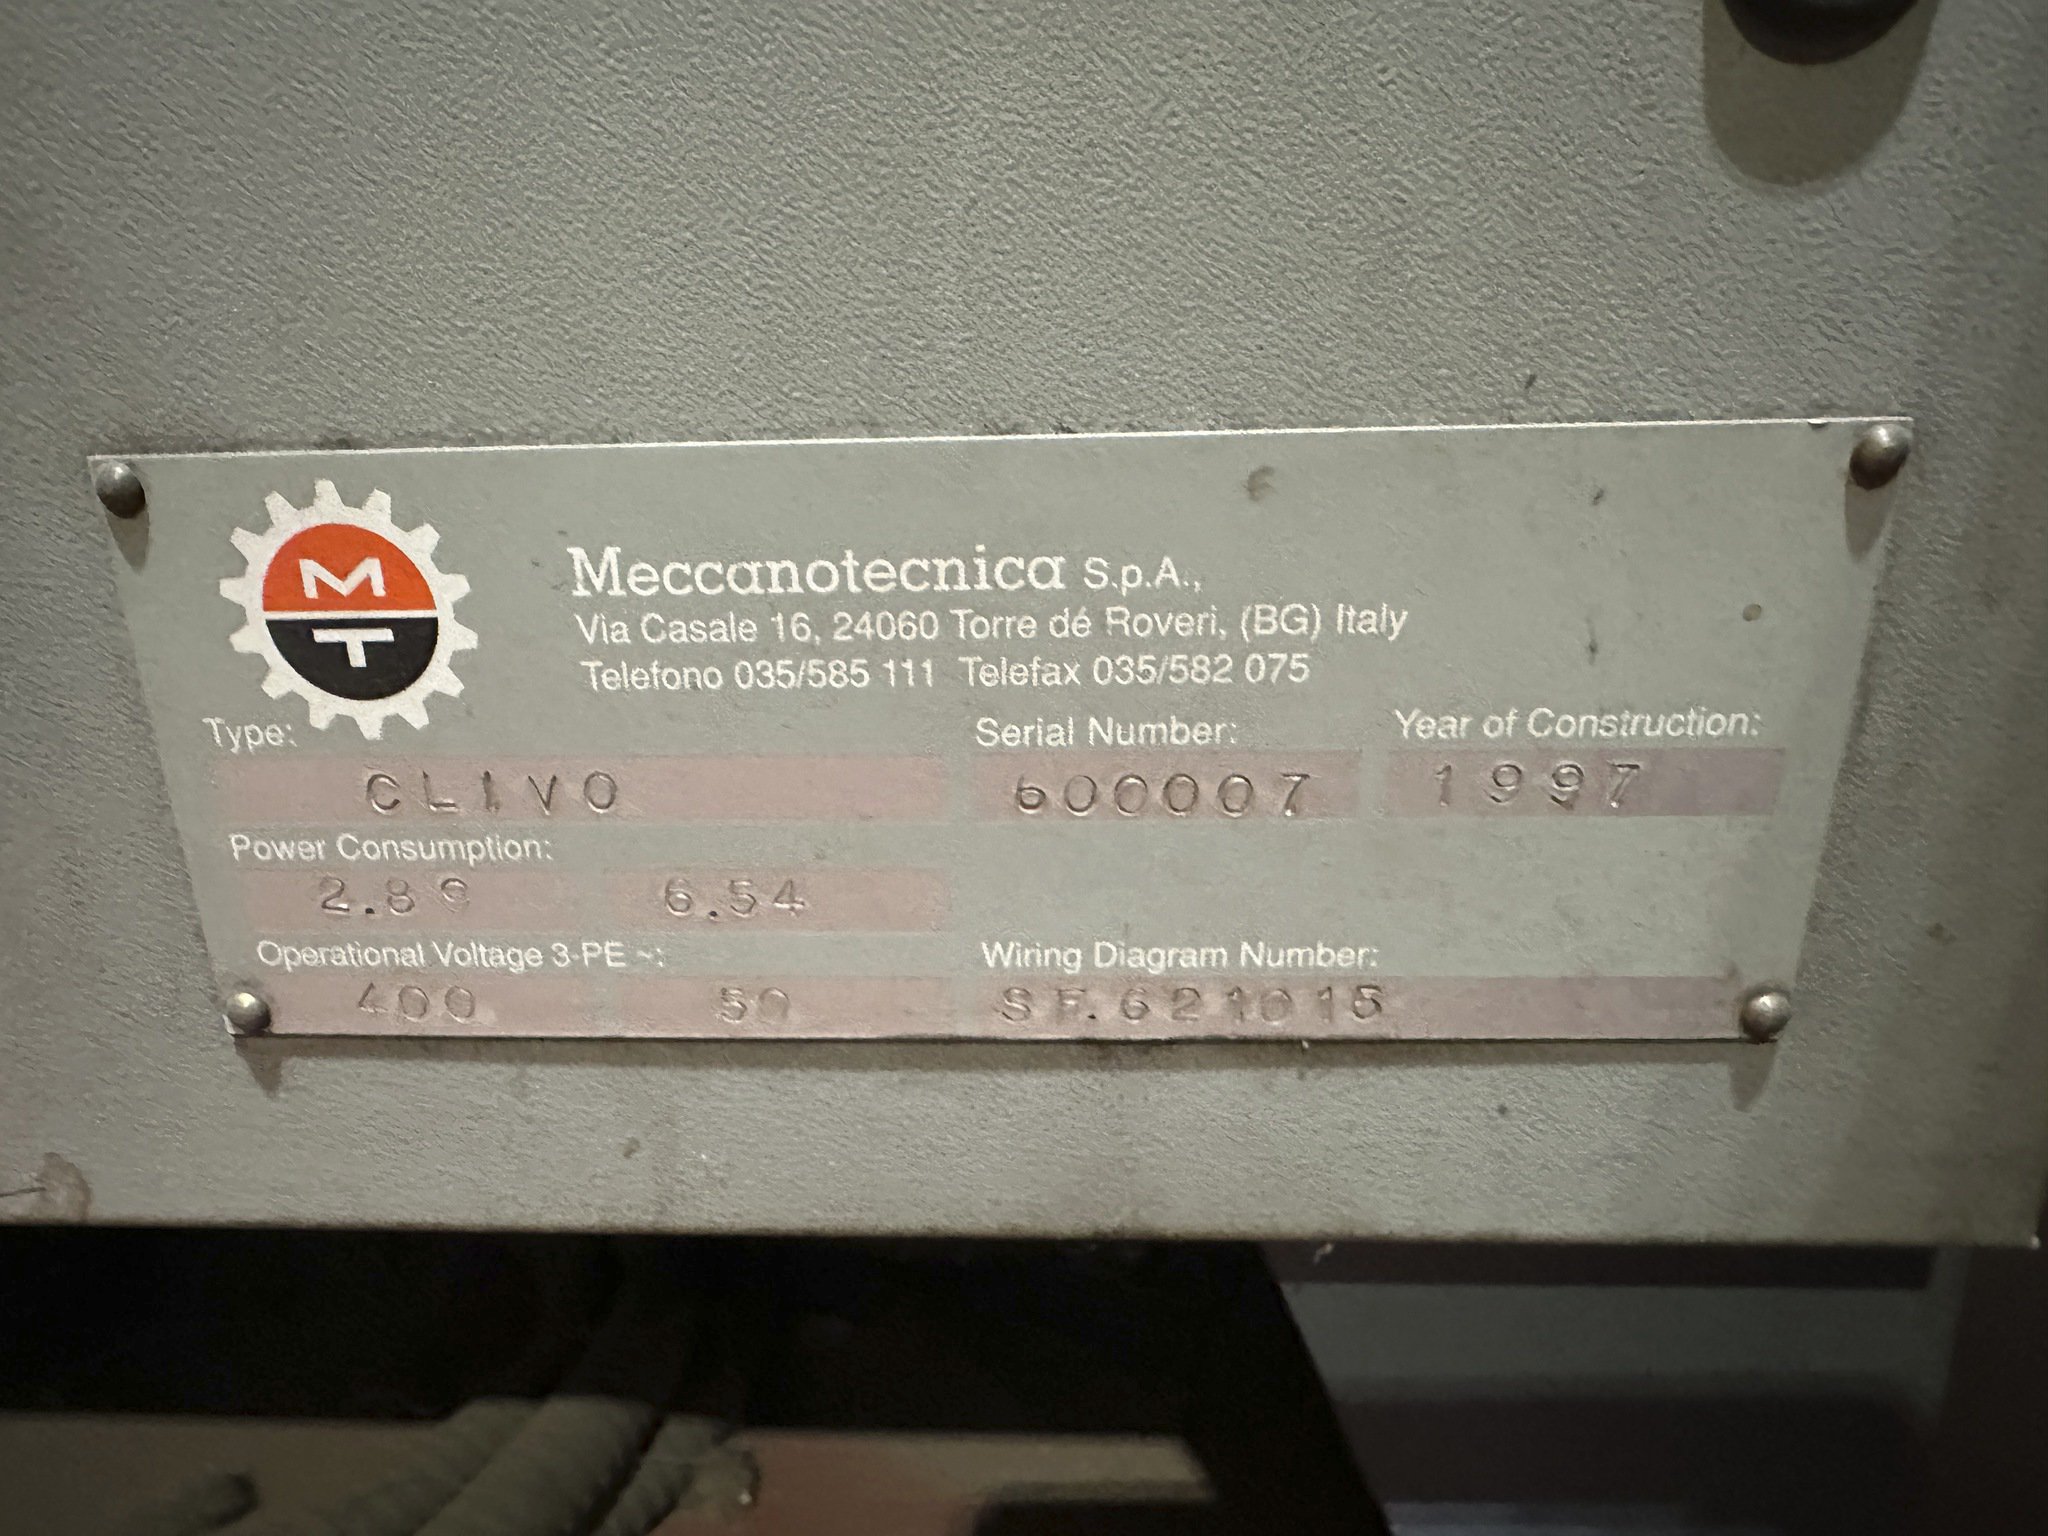 M
T
Meccanotecnica S.p.A.,
Via Casale 16, 24060 Torre dé Roveri, (BG) Italy
Telefono 035/585 111 Telefax 035/582 075
Type: Serial Number: Year of Construction:
CLIVO 600007 1997
Power Consumption:
6.54
Operational Voltage 3-PE ~: Wiring Diagram Number:
400 50 SF.621015